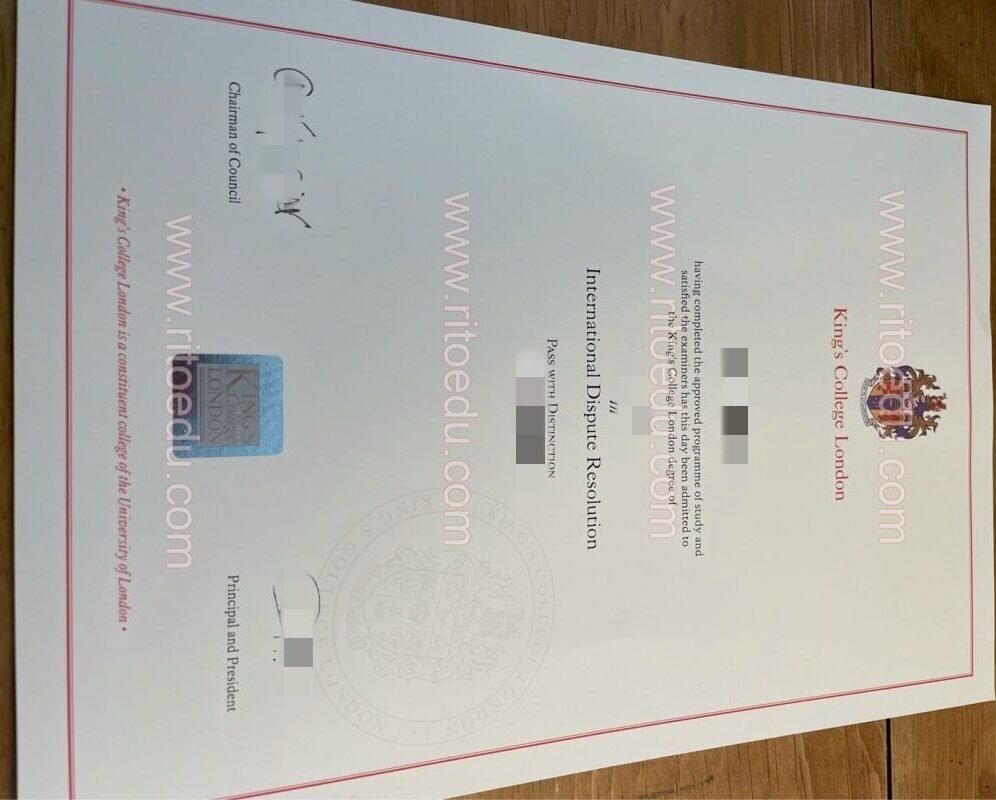 King's College London
having completed the approved programme of study and
satisfied the examiners has this day been admitted to
the King's College London degree of
in
International Dispute Resolution
PASS WITH DISTINCTION
KING'S COLLEGE LONDON
Chairman of Council
Principal and President
KING'S
College
LONDON
• King's College London is a constituent college of the University of London •
www.ritoedu.com
www.ritoedu.com
www.ritoedu.com
www.ritoedu.com